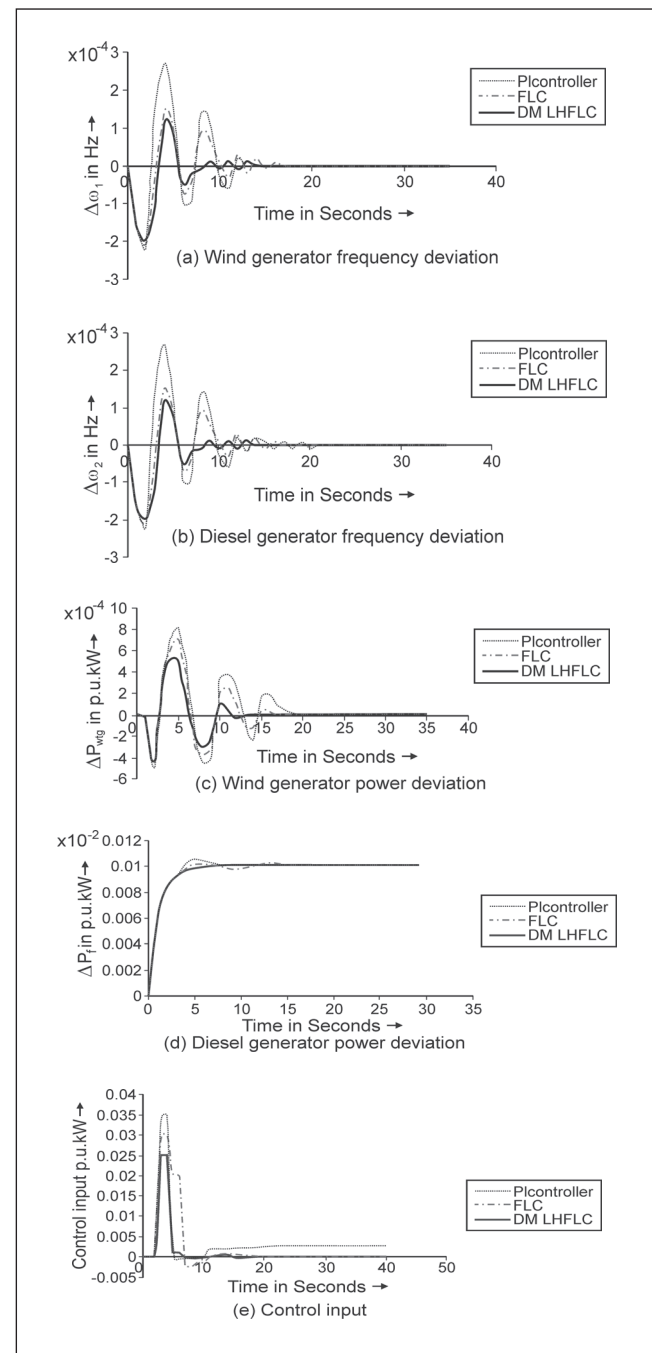 x10-4
3
2
1
0
-1
-2
-3
Δω1 in Hz →
0
10
20
30
40
Time in Seconds →
PIcontroller
FLC
DM LHFLC
(a) Wind generator frequency deviation
x10-4
3
2
1
0
-1
-2
-3
Δω2 in Hz →
0
10
20
30
40
Time in Seconds →
PIcontroller
FLC
DM LHFLC
(b) Diesel generator frequency deviation
x10-4
10
8
6
4
2
0
-2
-4
-6
ΔPwtg in p.u.kW→
0
5
10
15
20
25
30
35
40
Time in Seconds →
PIcontroller
FLC
DM LHFLC
(c) Wind generator power deviation
x10-2
0.012
0.01
0.008
0.006
0.004
0.002
0
ΔPf in p.u.kW→
0
5
10
15
20
25
30
35
Time in Seconds →
PIcontroller
FLC
DM LHFLC
(d) Diesel generator power deviation
0.04
0.035
0.03
0.025
0.02
0.015
0.01
0.005
0
-0.005
Control input p.u.kW→
0
10
20
30
40
50
Time in Seconds →
PIcontroller
FLC
DM LHFLC
(e) Control input